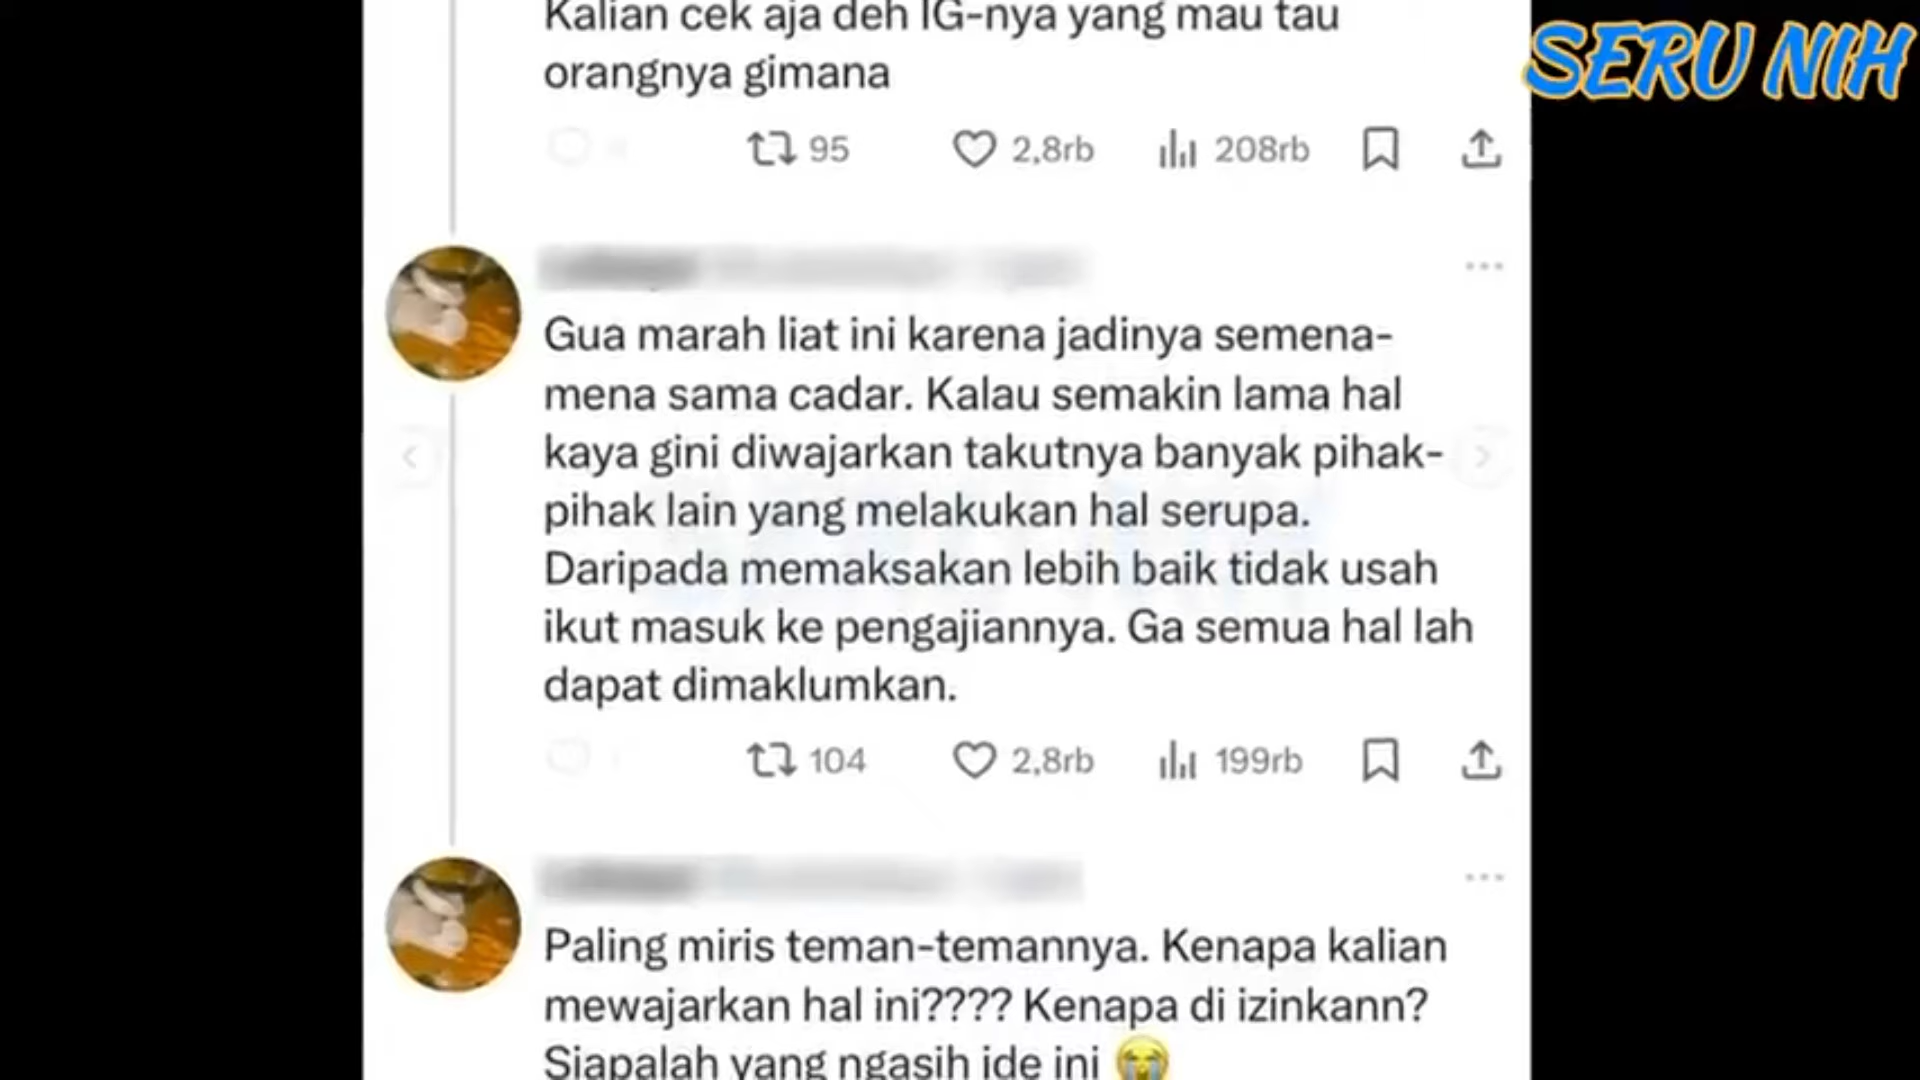 Kalian cek aja deh IG-nya yang mau tau
orangnya gimana
SERU NIH
95 2,8rb 208rb
Gua marah liat ini karena jadinya semena-
mena sama cadar. Kalau semakin lama hal
kaya gini diwajarkan takutnya banyak pihak-
pihak lain yang melakukan hal serupa.
Daripada memaksakan lebih baik tidak usah
ikut masuk ke pengajiannya. Ga semua hal lah
dapat dimaklumkan.
104 2,8rb 199rb
Paling miris teman-temannya. Kenapa kalian
mewajarkan hal ini???? Kenapa di izinkann?
Siapalah yang ngasih ide ini 😭